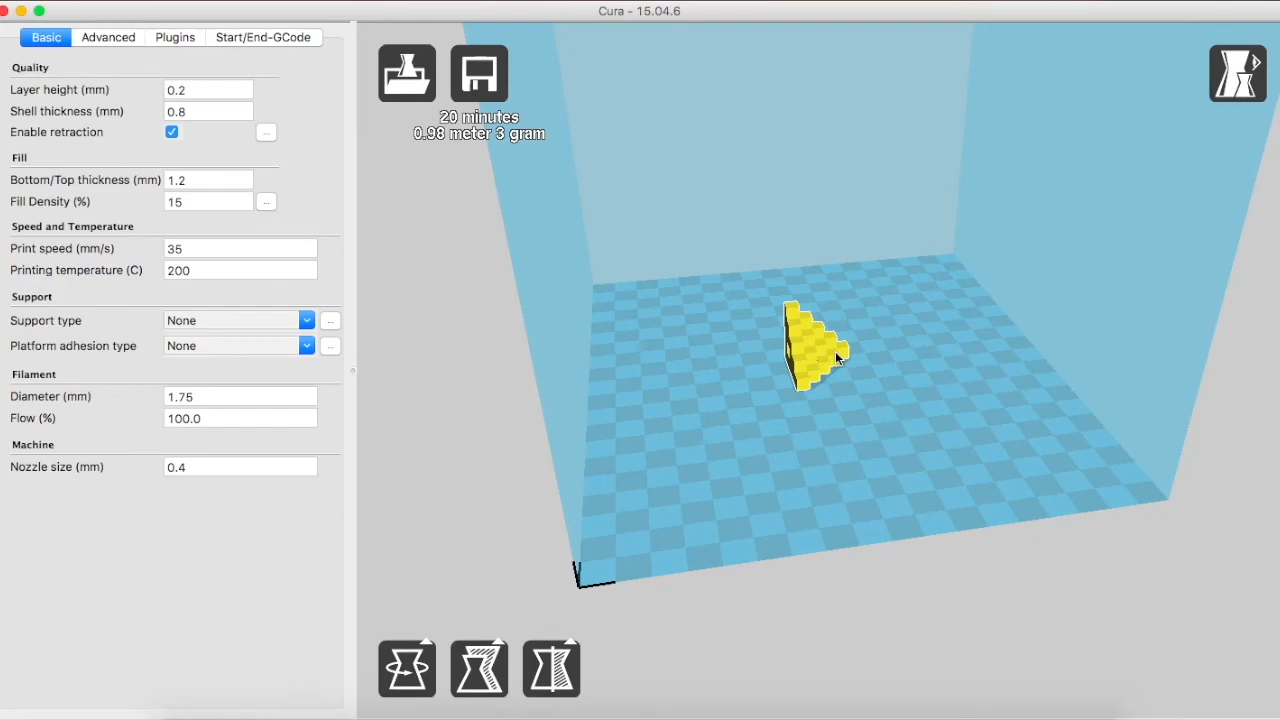 Cura - 15.04.6
Basic Advanced Plugins Start/End-GCode
Quality
Layer height (mm) 0.2
Shell thickness (mm) 0.8
Enable retraction ...
Fill
Bottom/Top thickness (mm) 1.2
Fill Density (%) 15 ...
Speed and Temperature
Print speed (mm/s) 35
Printing temperature (C) 200
Support
Support type None ...
Platform adhesion type None ...
Filament
Diameter (mm) 1.75
Flow (%) 100.0
Machine
Nozzle size (mm) 0.4
20 minutes
0.98 meter 3 gram